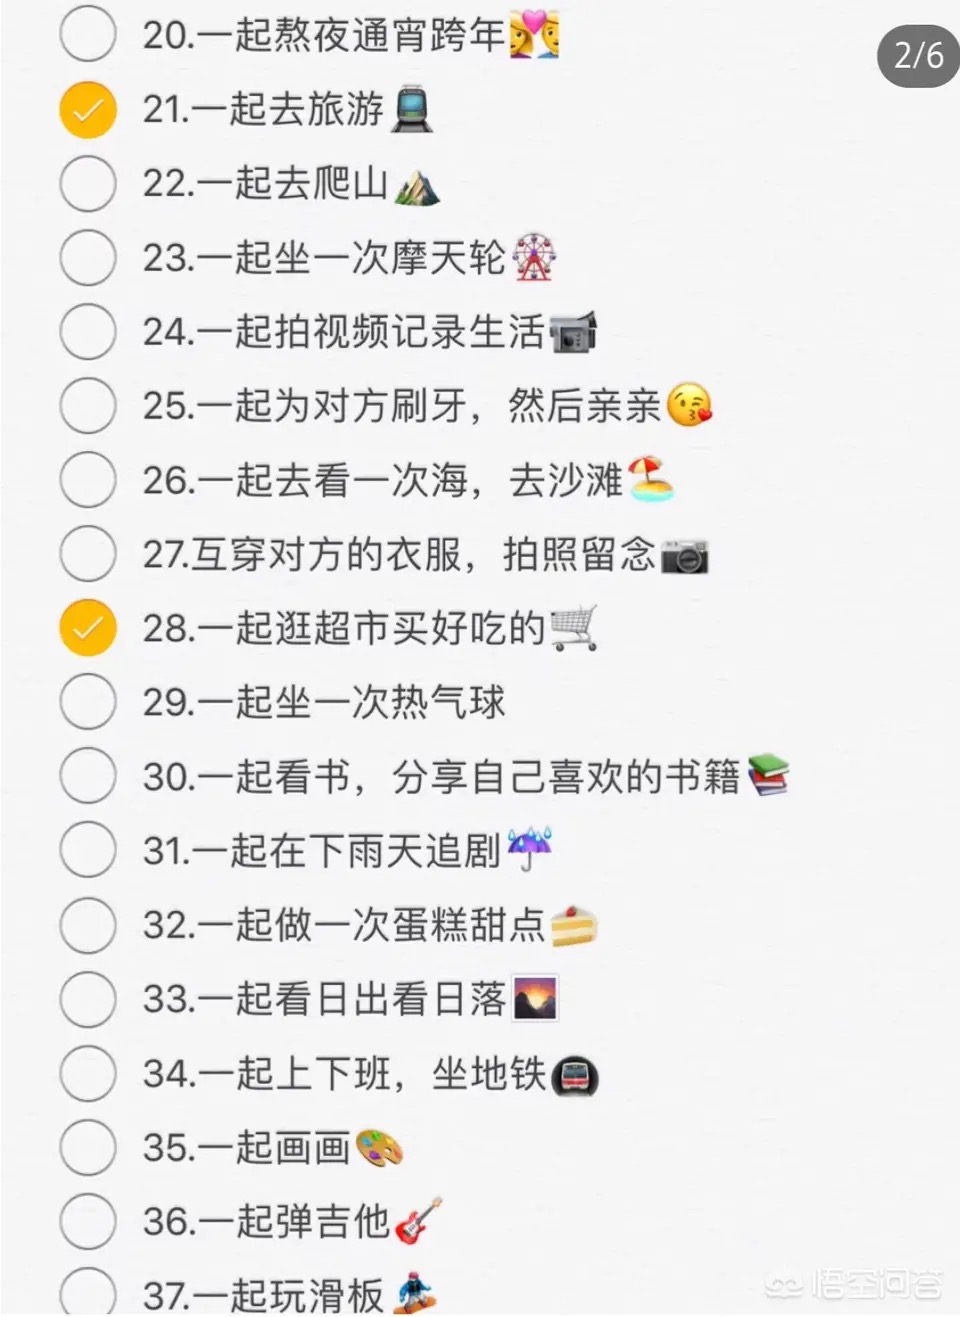 20.一起熬夜通宵跨年💑
2/6
21.一起去旅游🚊
22.一起去爬山⛰️
23.一起坐一次摩天轮🎡
24.一起拍视频记录生活📹
25.一起为对方刷牙，然后亲亲😘
26.一起去看一次海，去沙滩🏖️
27.互穿对方的衣服，拍照留念📷
28.一起逛超市买好吃的🛒
29.一起坐一次热气球
30.一起看书，分享自己喜欢的书籍📚
31.一起在下雨天追剧☔
32.一起做一次蛋糕甜点🍰
33.一起看日出看日落🌄
34.一起上下班，坐地铁🚇
35.一起画画🎨
36.一起弹吉他🎸
37.一起玩滑板🏂
悟空问答